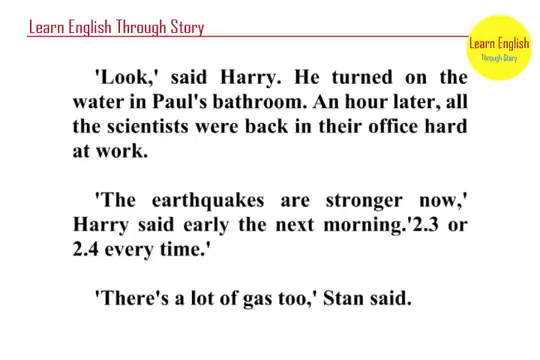 Learn English Through Story
Learn English
Through Story
'Look,' said Harry. He turned on the
water in Paul's bathroom. An hour later, all
the scientists were back in their office hard
at work.
'The earthquakes are stronger now,'
Harry said early the next morning.'2.3 or
2.4 every time.'
'There's a lot of gas too,' Stan said.